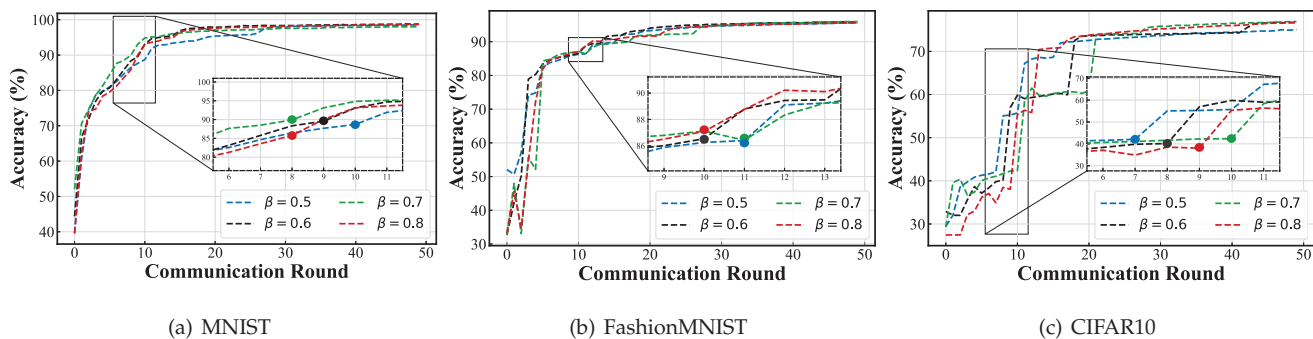 Accuracy (%)
100
90
80
70
60
50
40
100
95
90
85
80
6 7 8 9 10 11
β = 0.5 β = 0.7
β = 0.6 β = 0.8
0 10 20 30 40 50
Communication Round
(a) MNIST
Accuracy (%)
90
80
70
60
50
40
30
90
88
86
9 10 11 12 13
β = 0.5 β = 0.7
β = 0.6 β = 0.8
0 10 20 30 40 50
Communication Round
(b) FashionMNIST
Accuracy (%)
70
60
50
40
30
70
60
50
40
30
6 7 8 9 10 11
β = 0.5 β = 0.7
β = 0.6 β = 0.8
0 10 20 30 40 50
Communication Round
(c) CIFAR10